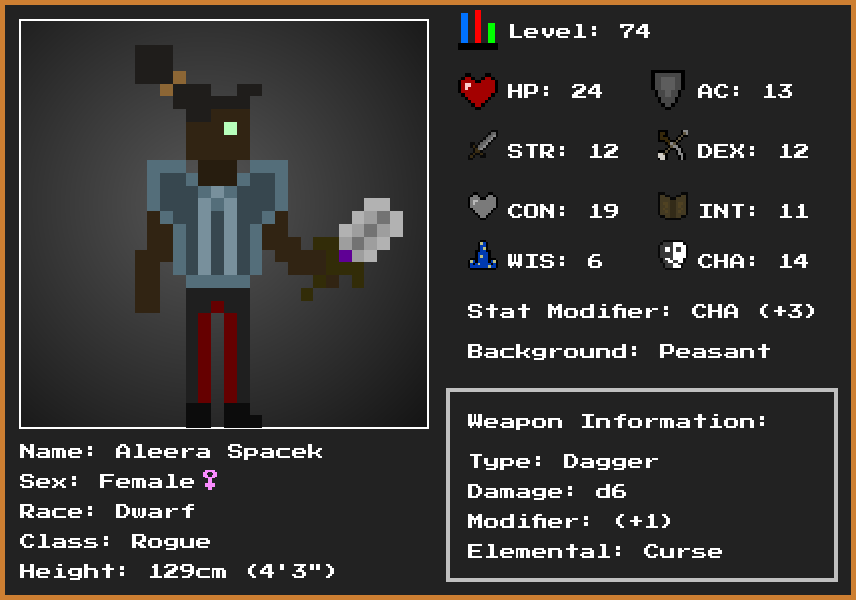 Level: 74
HP: 24
AC: 13
STR: 12
DEX: 12
CON: 19
INT: 11
WIS: 6
CHA: 14
Stat Modifier: CHA (+3)
Background: Peasant
Weapon Information:
Type: Dagger
Damage: d6
Modifier: (+1)
Elemental: Curse
Name: Aleera Spacek
Sex: Female♀
Race: Dwarf
Class: Rogue
Height: 129cm (4'3")